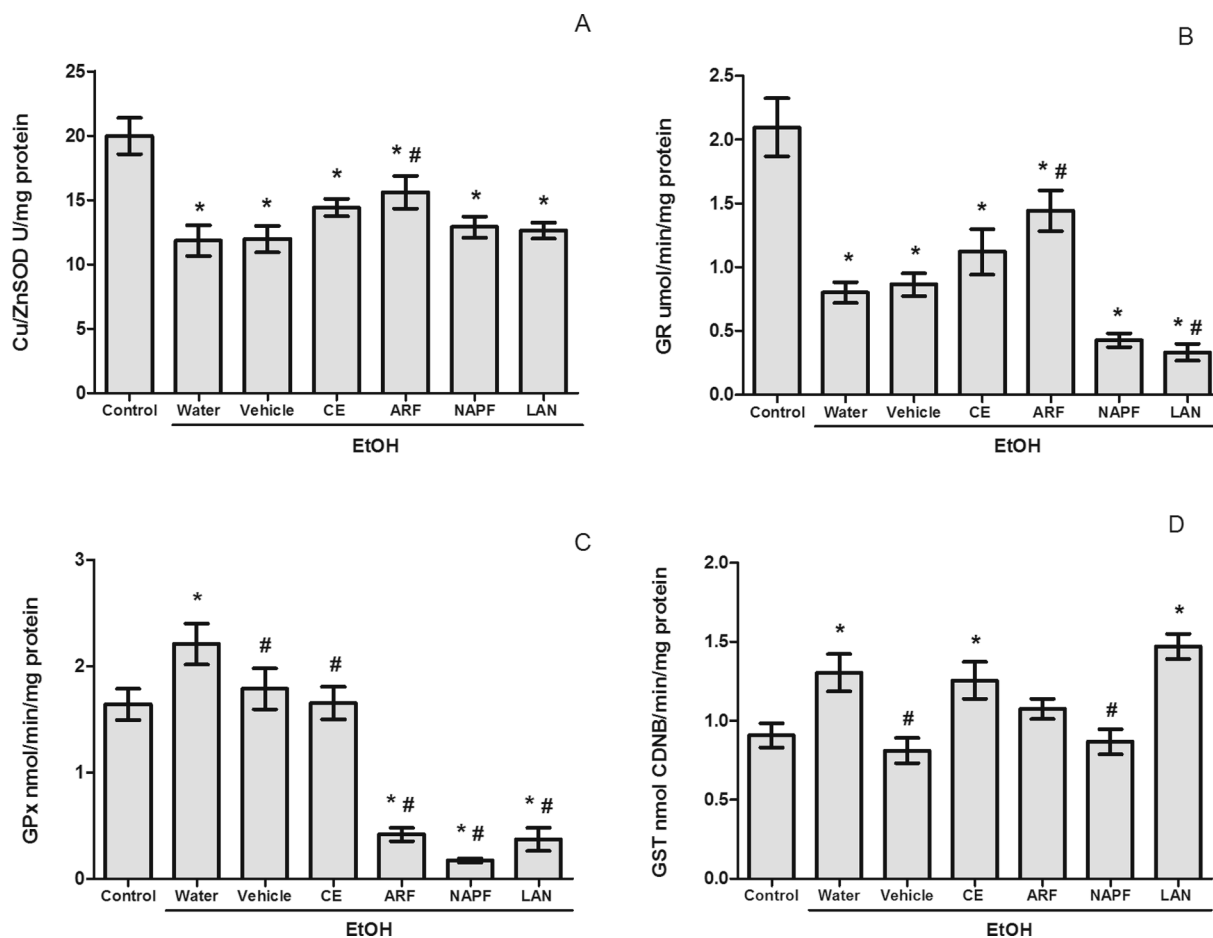 A
Cu/ZnSOD U/mg protein
25
20
15
10
5
0
* * * * # * *
Control Water Vehicle CE ARF NAPF LAN
EtOH
B
GR umol/min/mg protein
2.5
2.0
1.5
1.0
0.5
0.0
* * * * # * * #
Control Water Vehicle CE ARF NAPF LAN
EtOH
C
GPx nmol/min/mg protein
3
2
1
0
* # # * # * # * #
Control Water Vehicle CE ARF NAPF LAN
EtOH
D
GST nmol CDNB/min/mg protein
2.0
1.5
1.0
0.5
0.0
* # * # *
Control Water Vehicle CE ARF NAPF LAN
EtOH